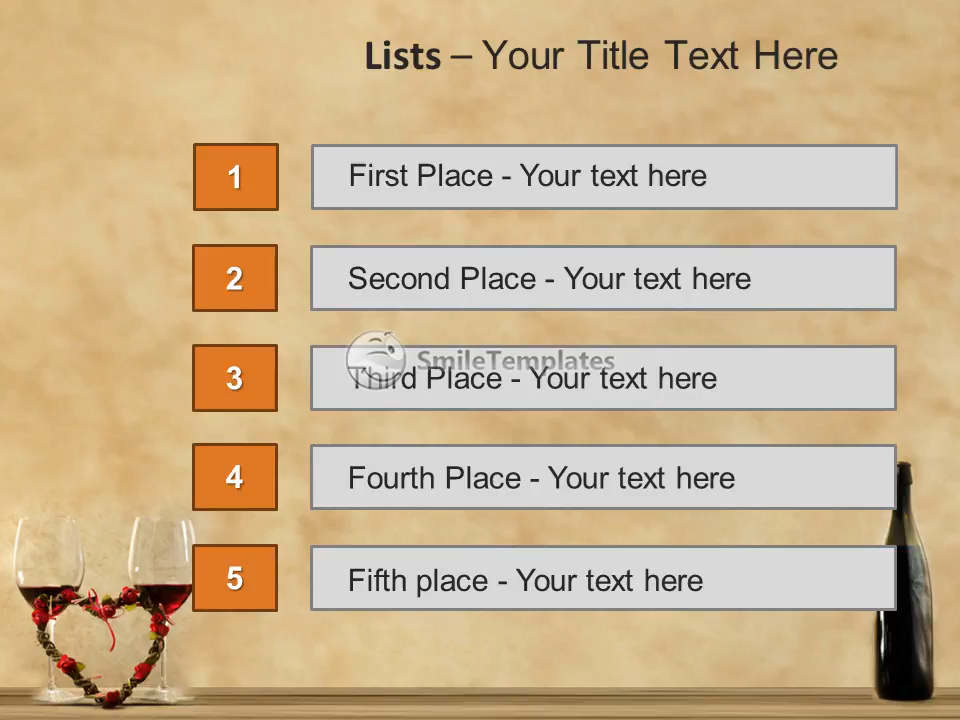 Lists – Your Title Text Here
1 First Place - Your text here
2 Second Place - Your text here
SmileTemplates
3 Third Place - Your text here
4 Fourth Place - Your text here
5 Fifth place - Your text here